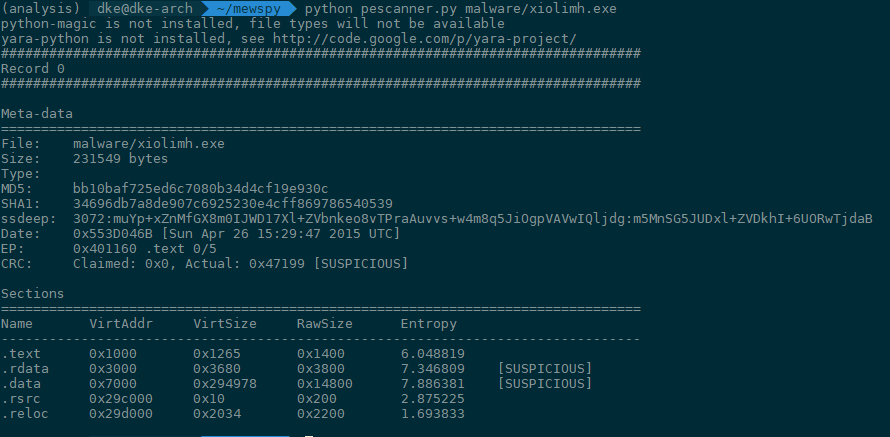 (analysis) dke@dke-arch ~/mewspy python pescanner.py malware/xiolimh.exe
python-magic is not installed, file types will not be available
yara-python is not installed, see http://code.google.com/p/yara-project/
################################################################################
Record 0
################################################################################
Meta-data
================================================================================
File: malware/xiolimh.exe
Size: 231549 bytes
Type:
MD5: bb10baf725ed6c7080b34d4cf19e930c
SHA1: 34696db7a8de907c6925230e4cff869786540539
ssdeep: 3072:muYp+xZnMfGX8m0IJWD17Xl+ZVbnkeo8vTPraAuvvs+w4m8q5JiOgpVAVwIQljdg:m5MnSG5JUDxl+ZVDkhI+6UORwTjdaB
Date: 0x553D046B [Sun Apr 26 15:29:47 2015 UTC]
EP: 0x401160 .text 0/5
CRC: Claimed: 0x0, Actual: 0x47199 [SUSPICIOUS]
Sections
================================================================================
Name VirtAddr VirtSize RawSize Entropy
--------------------------------------------------------------------------------
.text 0x1000 0x1265 0x1400 6.048819
.rdata 0x3000 0x3680 0x3800 7.346809 [SUSPICIOUS]
.data 0x7000 0x294978 0x14800 7.886381 [SUSPICIOUS]
.rsrc 0x29c000 0x10 0x200 2.875225
.reloc 0x29d000 0x2034 0x2200 1.693833